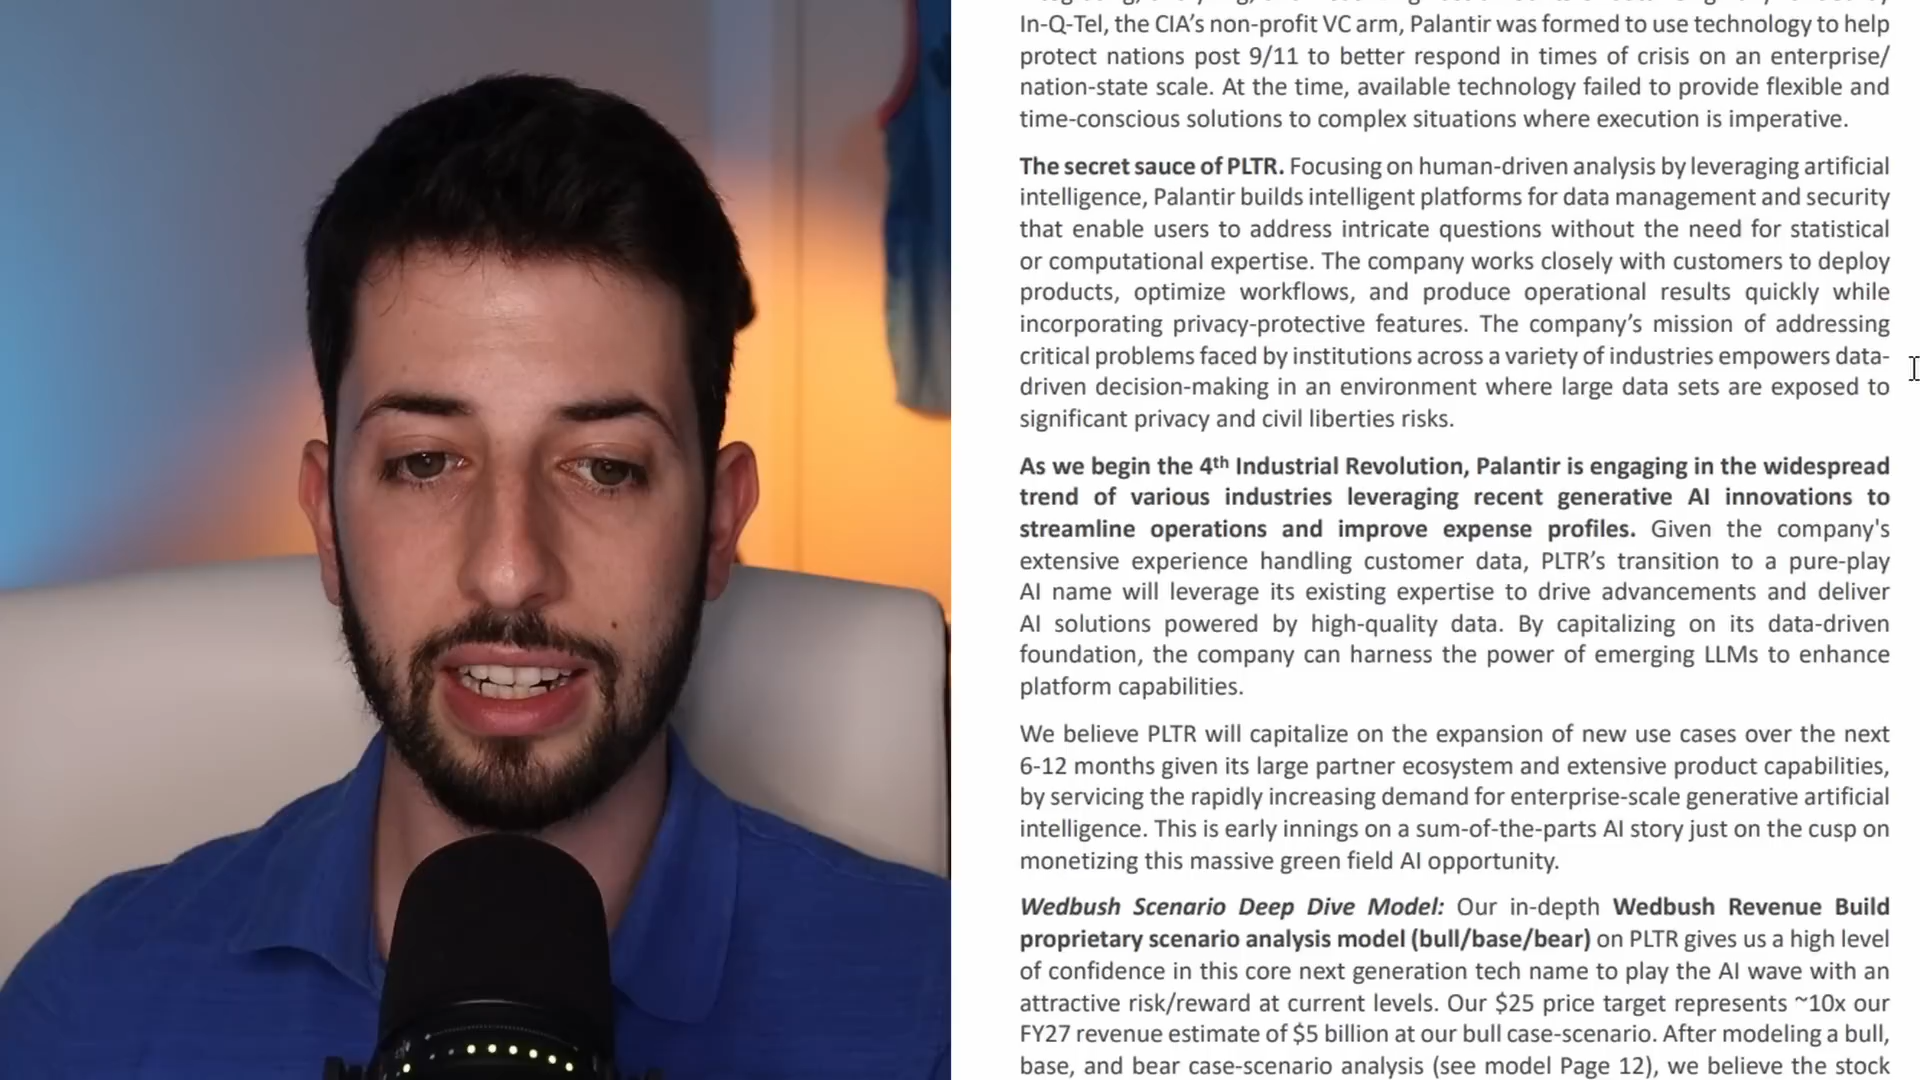 In-Q-Tel, the CIA's non-profit VC arm, Palantir was formed to use technology to help
protect nations post 9/11 to better respond in times of crisis on an enterprise/
nation-state scale. At the time, available technology failed to provide flexible and
time-conscious solutions to complex situations where execution is imperative.
The secret sauce of PLTR. Focusing on human-driven analysis by leveraging artificial
intelligence, Palantir builds intelligent platforms for data management and security
that enable users to address intricate questions without the need for statistical
or computational expertise. The company works closely with customers to deploy
products, optimize workflows, and produce operational results quickly while
incorporating privacy-protective features. The company's mission of addressing
critical problems faced by institutions across a variety of industries empowers data-
driven decision-making in an environment where large data sets are exposed to
significant privacy and civil liberties risks.
As we begin the 4th Industrial Revolution, Palantir is engaging in the widespread
trend of various industries leveraging recent generative AI innovations to
streamline operations and improve expense profiles. Given the company's
extensive experience handling customer data, PLTR's transition to a pure-play
AI name will leverage its existing expertise to drive advancements and deliver
AI solutions powered by high-quality data. By capitalizing on its data-driven
foundation, the company can harness the power of emerging LLMs to enhance
platform capabilities.
We believe PLTR will capitalize on the expansion of new use cases over the next
6-12 months given its large partner ecosystem and extensive product capabilities,
by servicing the rapidly increasing demand for enterprise-scale generative artificial
intelligence. This is early innings on a sum-of-the-parts AI story just on the cusp on
monetizing this massive green field AI opportunity.
Wedbush Scenario Deep Dive Model: Our in-depth Wedbush Revenue Build
proprietary scenario analysis model (bull/base/bear) on PLTR gives us a high level
of confidence in this core next generation tech name to play the AI wave with an
attractive risk/reward at current levels. Our $25 price target represents ~10x our
FY27 revenue estimate of $5 billion at our bull case-scenario. After modeling a bull,
base, and bear case-scenario analysis (see model Page 12), we believe the stock